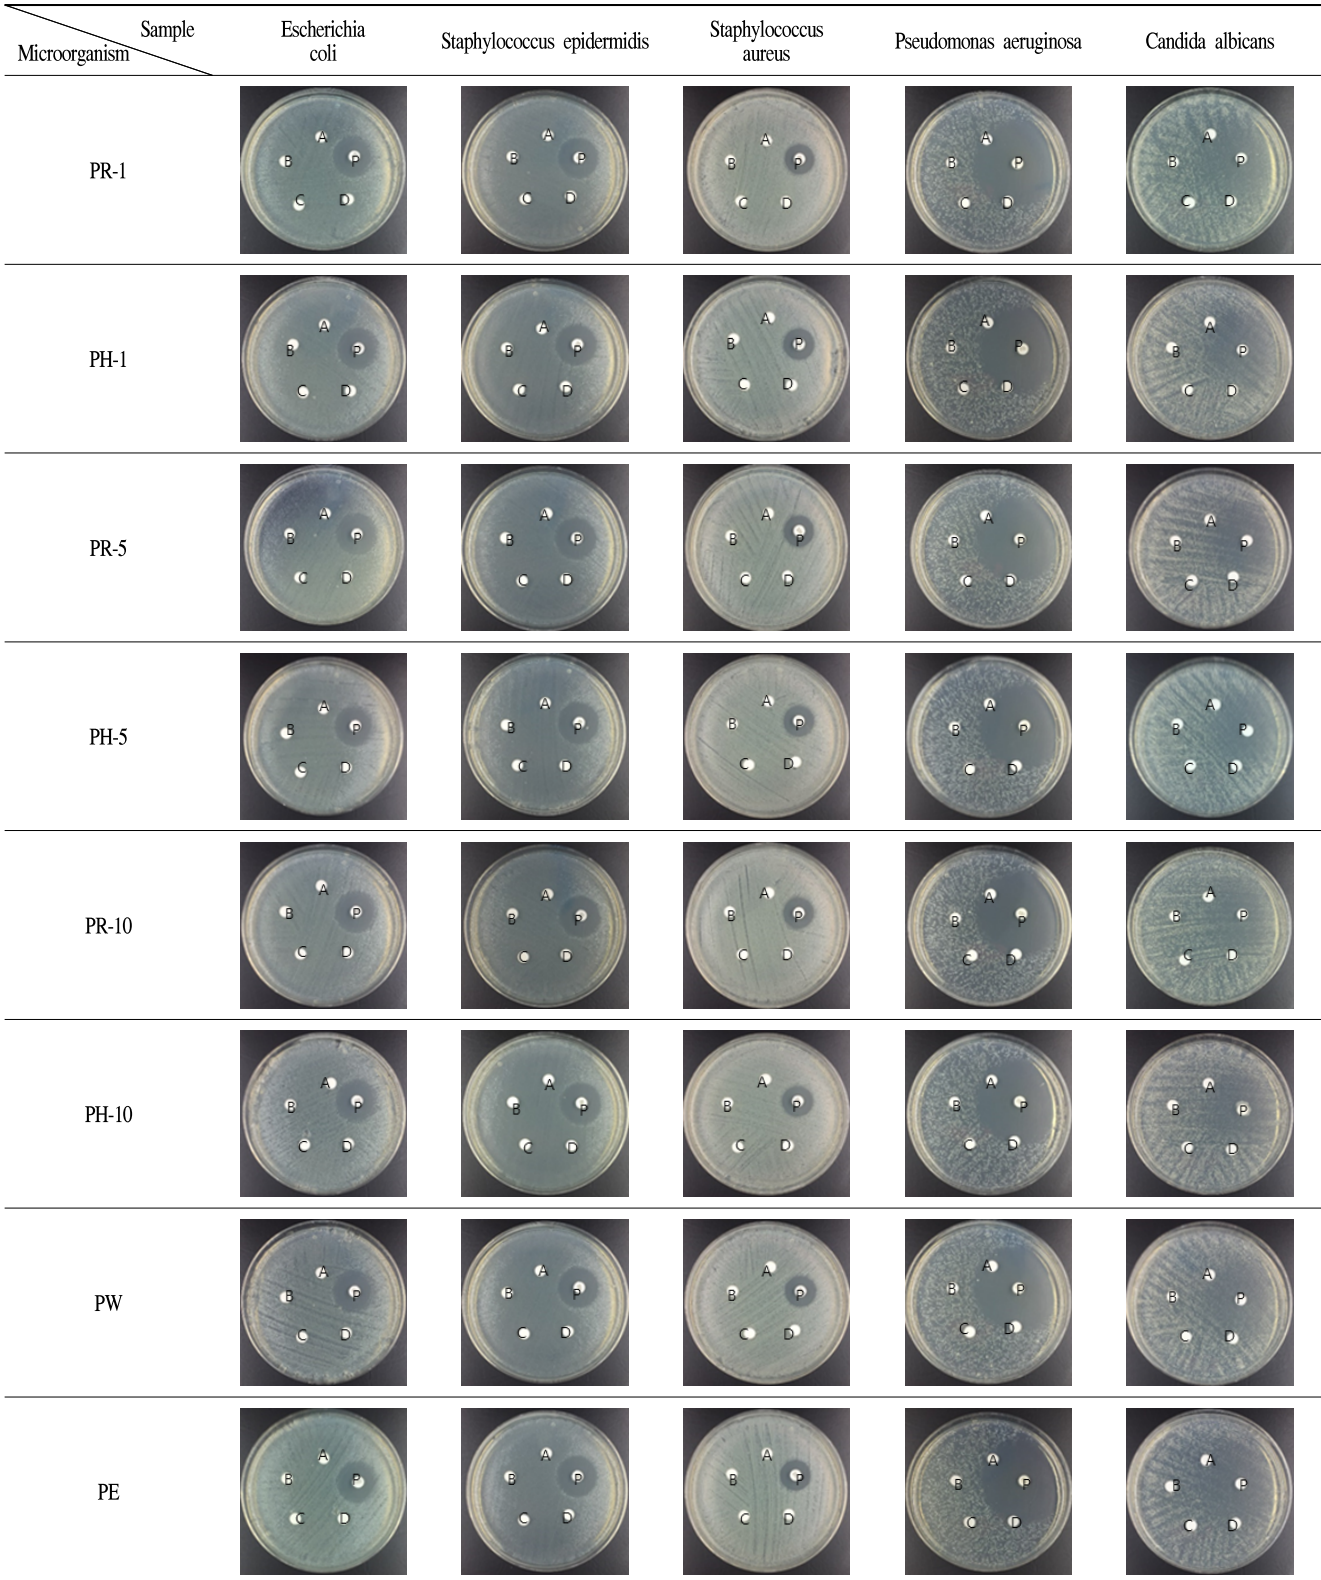 Sample
Microorganism
Escherichia
coli
Staphylococcus epidermidis
Staphylococcus
aureus
Pseudomonas aeruginosa
Candida albicans
PR-1
A
B
P
C
D
A
B
P
C
D
A
B
P
C
D
A
B
P
C
D
A
B
P
C
D
PH-1
A
B
P
C
D
A
B
P
C
D
A
B
P
C
D
A
B
P
C
D
A
B
P
C
D
PR-5
A
B
P
C
D
A
B
P
C
D
A
B
P
C
D
A
B
P
C
D
A
B
P
C
D
PH-5
A
B
P
C
D
A
B
P
C
D
A
B
P
C
D
A
B
P
C
D
A
B
P
C
D
PR-10
A
B
P
C
D
A
B
P
C
D
A
B
P
C
D
A
B
P
C
D
A
B
P
C
D
PH-10
A
B
P
C
D
A
B
P
C
D
A
B
P
C
D
A
B
P
C
D
A
B
P
C
D
PW
A
B
P
C
D
A
B
P
C
D
A
B
P
C
D
A
B
P
C
D
A
B
P
C
D
PE
A
B
P
C
D
A
B
P
C
D
A
B
P
C
D
A
B
P
C
D
A
B
P
C
D